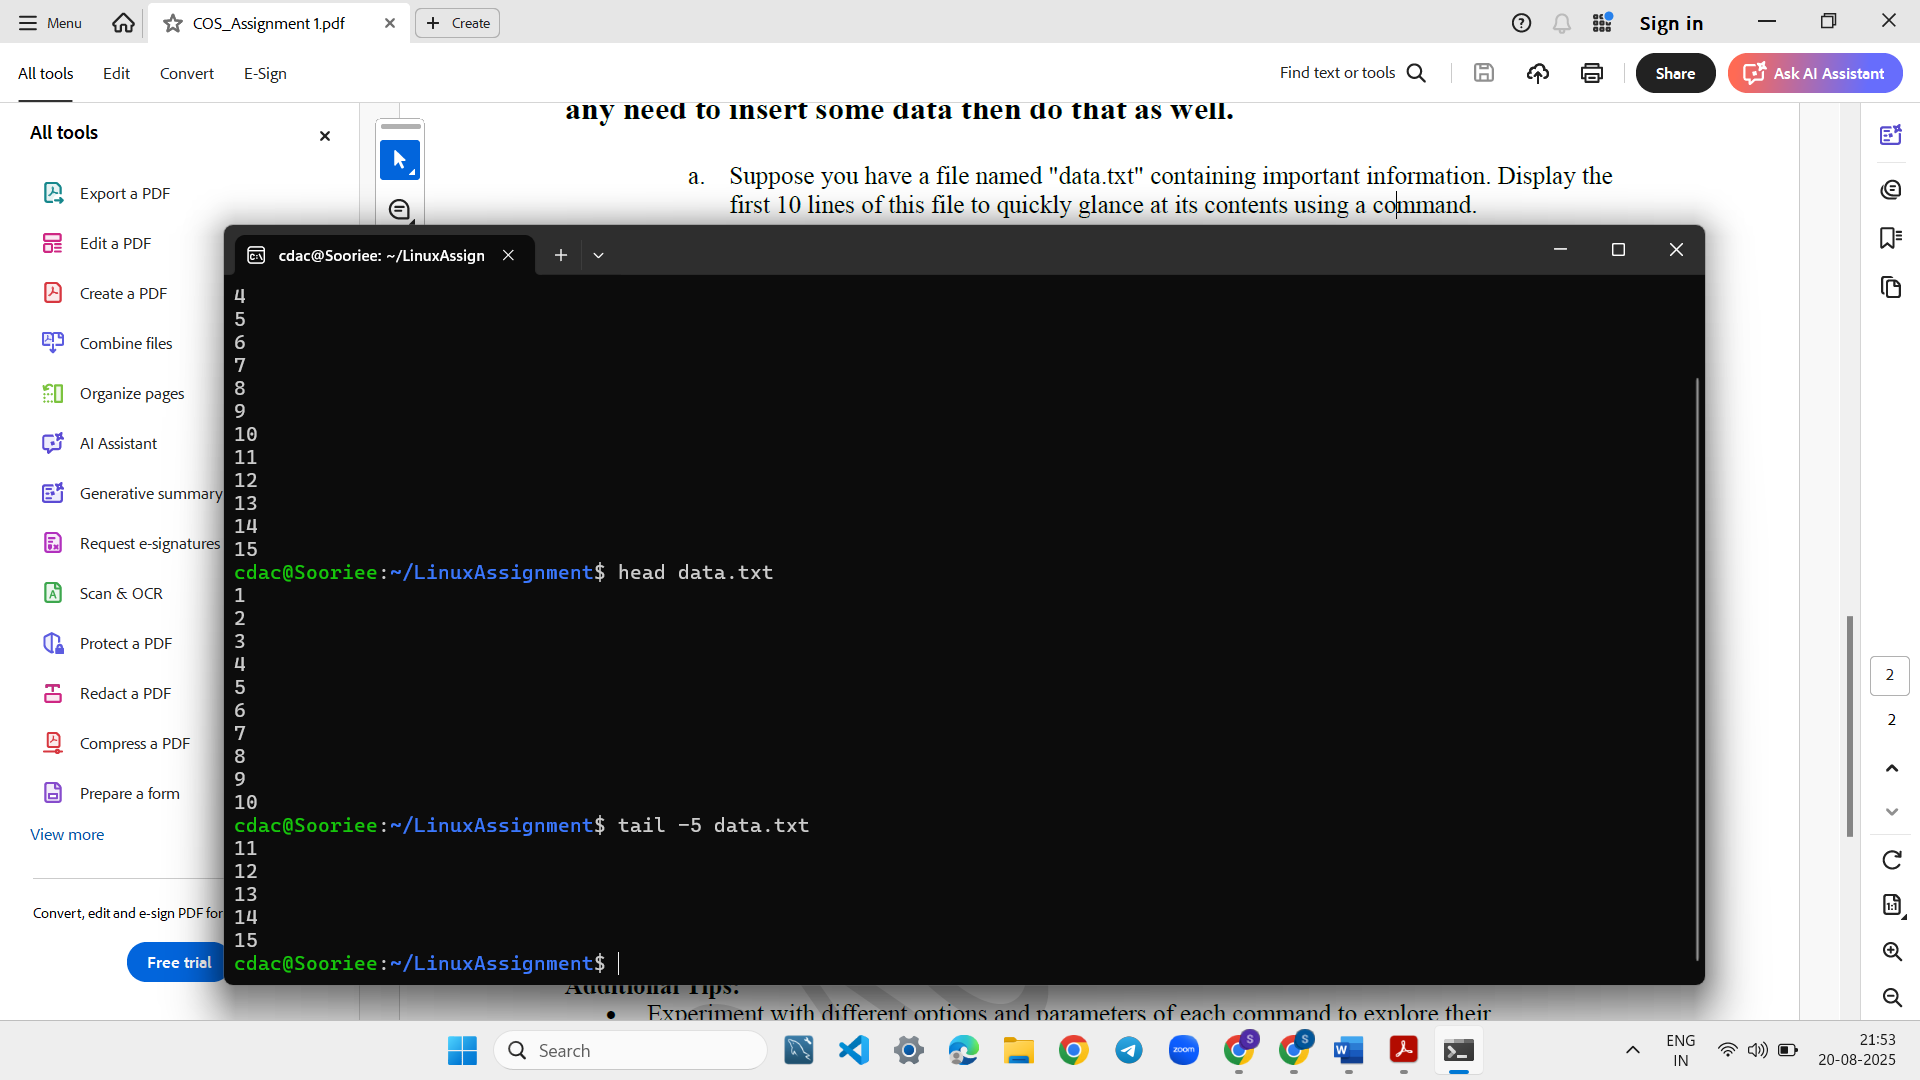 Menu
COS_Assignment 1.pdf
Create
Sign in
All tools
Edit
Convert
E-Sign
Find text or tools
Share
Ask AI Assistant
All tools
Export a PDF
Edit a PDF
Create a PDF
Combine files
Organize pages
AI Assistant
Generative summary
Request e-signatures
Scan & OCR
Protect a PDF
Redact a PDF
Compress a PDF
Prepare a form
View more
Convert, edit and e-sign PDF for
Free trial
any need to insert some data then do that as well.
a. Suppose you have a file named "data.txt" containing important information. Display the
first 10 lines of this file to quickly glance at its contents using a command.
cdac@Sooriee: ~/LinuxAssign
4
5
6
7
8
9
10
11
12
13
14
15
cdac@Sooriee:~/LinuxAssignment$ head data.txt
1
2
3
4
5
6
7
8
9
10
cdac@Sooriee:~/LinuxAssignment$ tail -5 data.txt
11
12
13
14
15
cdac@Sooriee:~/LinuxAssignment$
Additional Tips:
• Experiment with different options and parameters of each command to explore their
2
2
1:1
Search
zoom
S
S
ENG
IN
21:53
20-08-2025